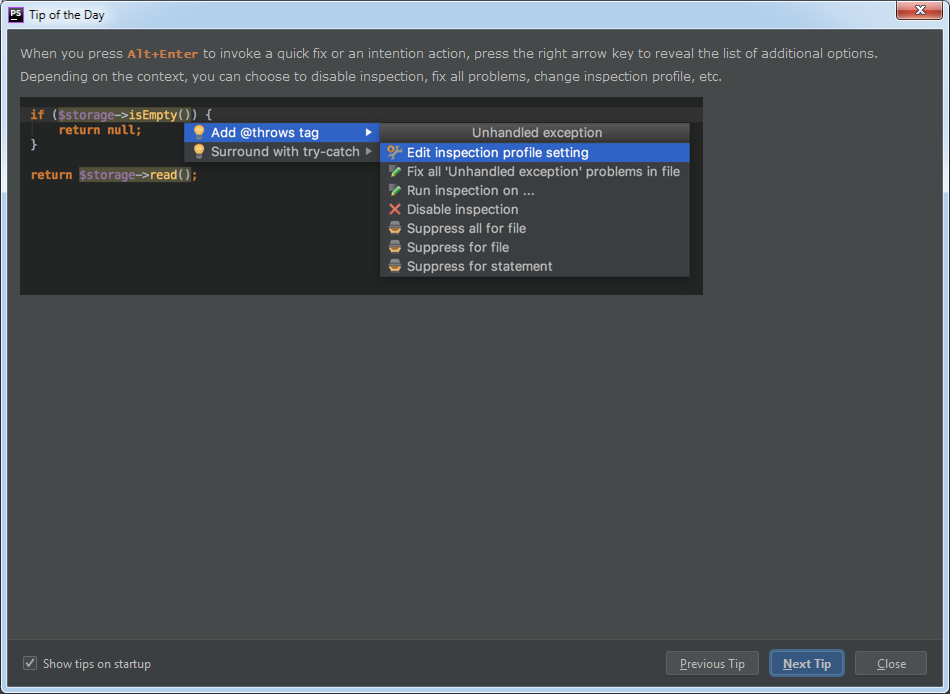 PS Tip of the Day
When you press Alt+Enter to invoke a quick fix or an intention action, press the right arrow key to reveal the list of additional options.
Depending on the context, you can choose to disable inspection, fix all problems, change inspection profile, etc.
if ($storage->isEmpty()) {
return null;
}
return $storage->read();
Add @throws tag
Surround with try-catch
Unhandled exception
Edit inspection profile setting
Fix all 'Unhandled exception' problems in file
Run inspection on ...
Disable inspection
Suppress all for file
Suppress for file
Suppress for statement
Show tips on startup
Previous Tip
Next Tip
Close